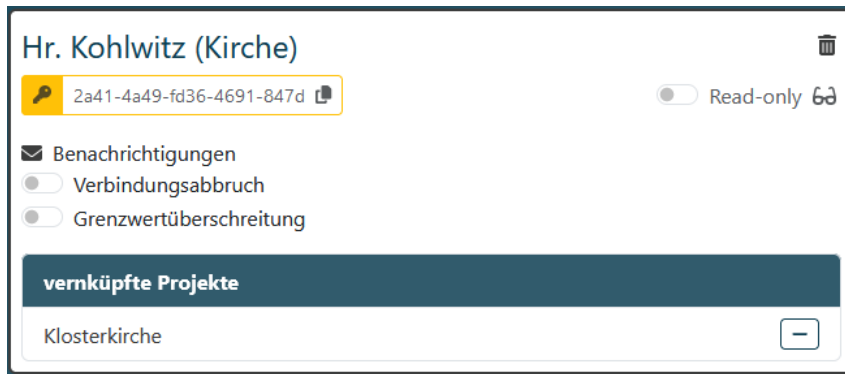 Hr. Kohlwitz (Kirche)
2a41-4a49-fd36-4691-847d
Read-only
Benachrichtigungen
Verbindungsabbruch
Grenzwertüberschreitung
vernküpfte Projekte
Klosterkirche